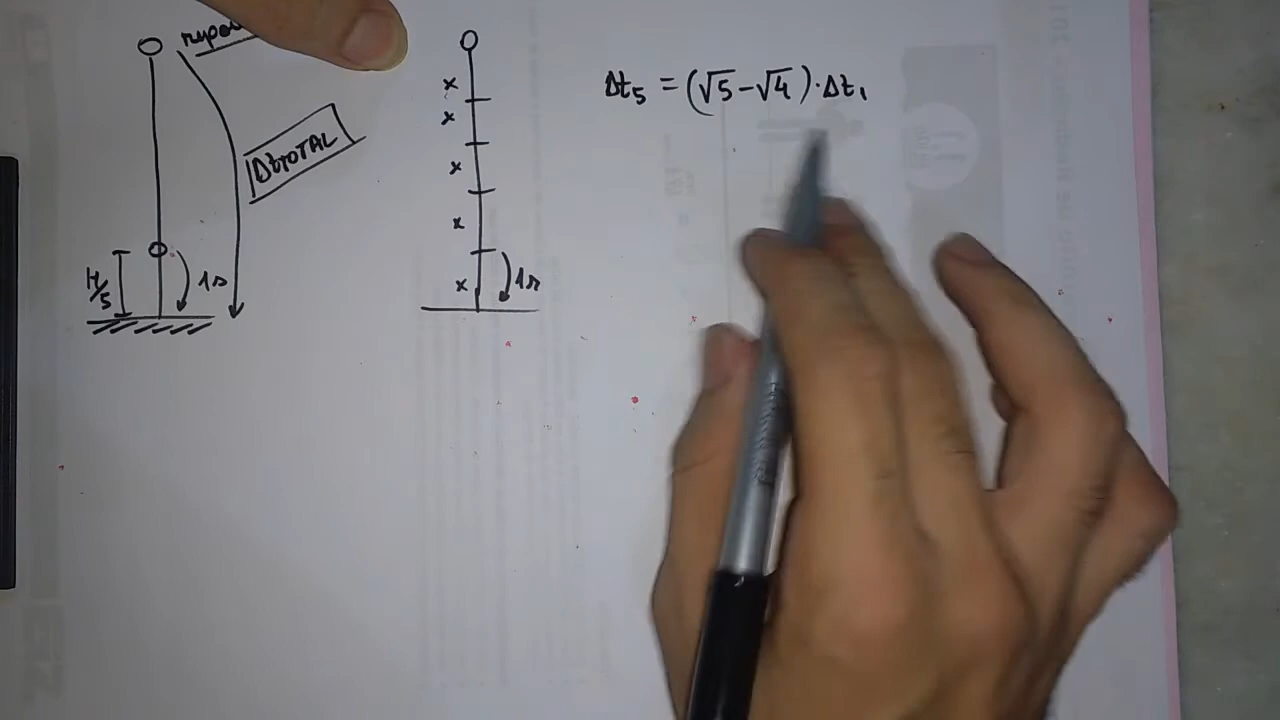 ΔtTOTAL
H/5
1s
x
x
x
x
x
1s
Δt₅ = (√5-√4)·Δt₁